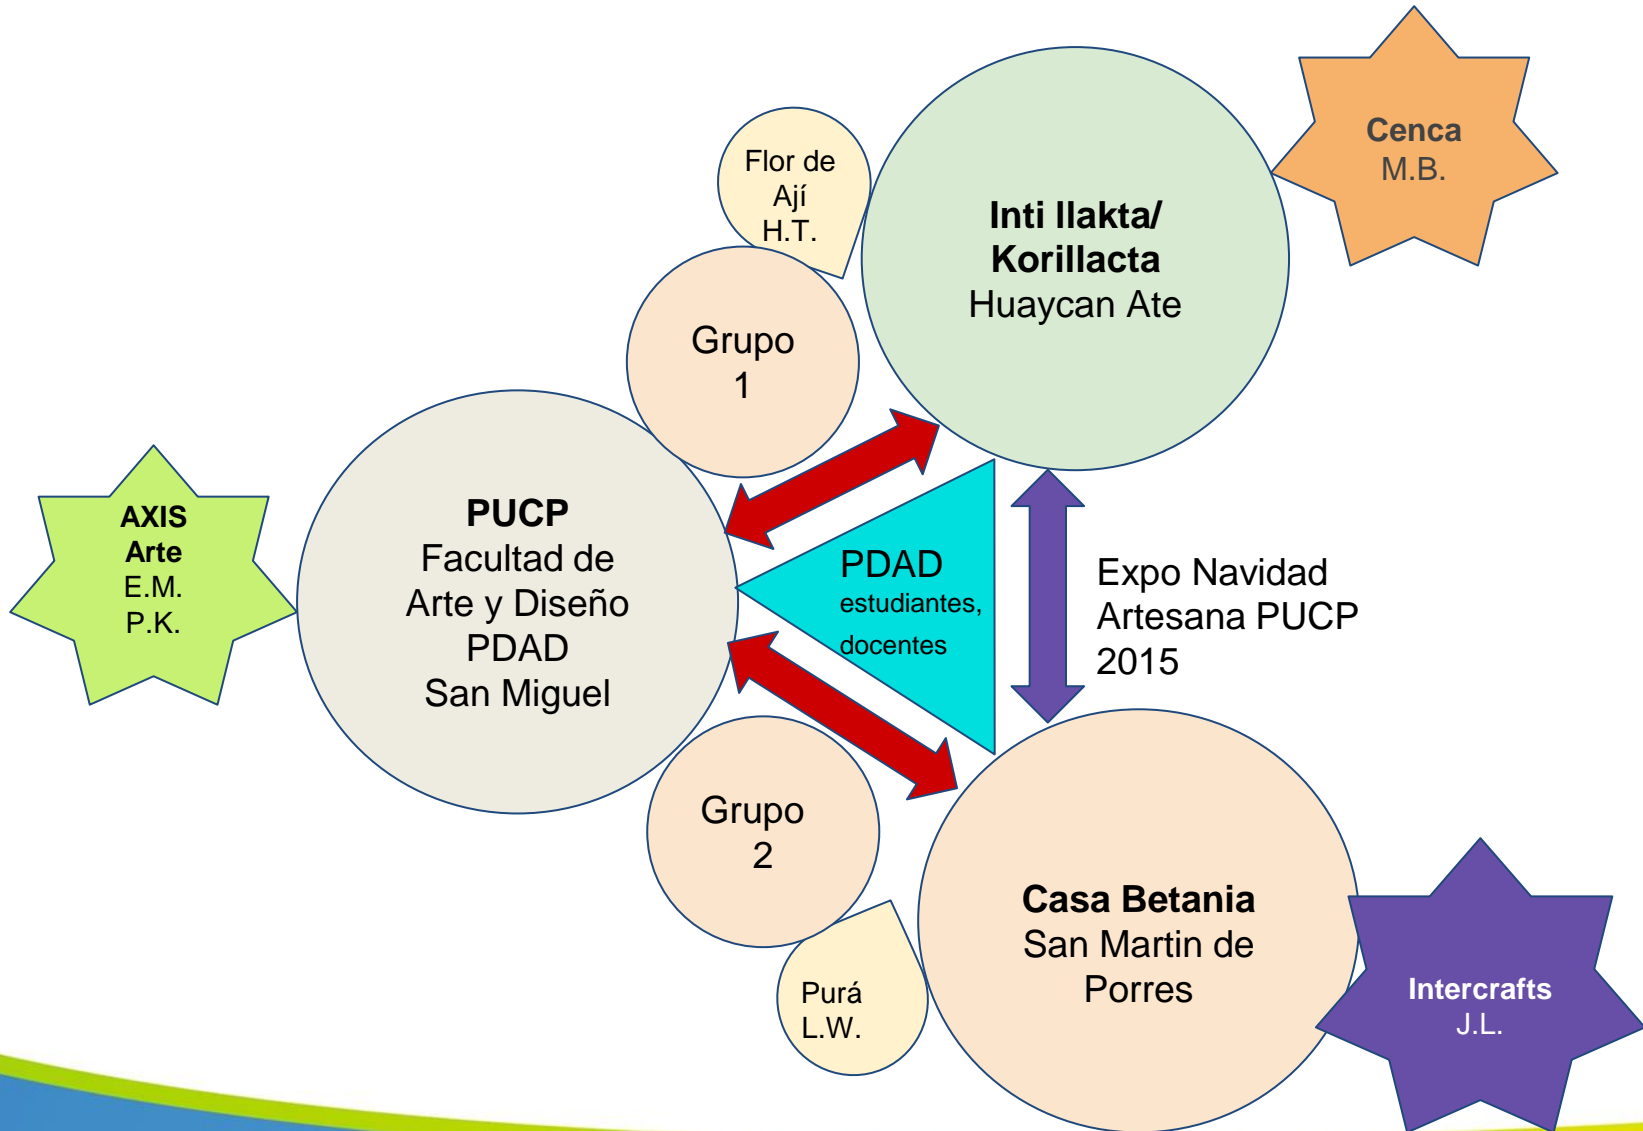 Cenca
M.B.
Flor de
Ají
H.T.
Inti llakta/
Korillacta
Huaycan Ate
Grupo
1
AXIS
Arte
E.M.
P.K.
PUCP
Facultad de
Arte y Diseño
PDAD
San Miguel
PDAD
estudiantes,
docentes
Expo Navidad
Artesana PUCP
2015
Grupo
2
Purá
L.W.
Casa Betania
San Martin de
Porres
Intercrafts
J.L.